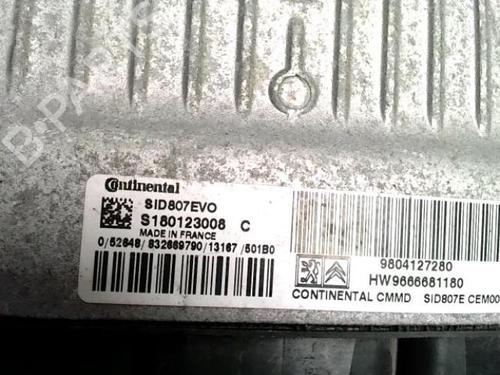 B-PARTS
Continental
SID807EVO
S180123008 C
MADE IN FRANCE
0/52648/832669790/13167/501B0
9804127280
HW9666681180
CONTINENTAL CMMD SID807E CEM00